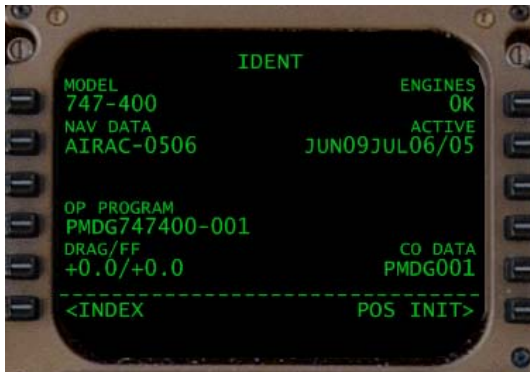 IDENT
MODEL ENGINES
747-400 OK
NAV DATA ACTIVE
AIRAC-0506 JUN09JUL06/05
OP PROGRAM
PMDG747400-001
DRAG/FF CO DATA
+0.0/+0.0 PMDG001
<INDEX POS INIT>